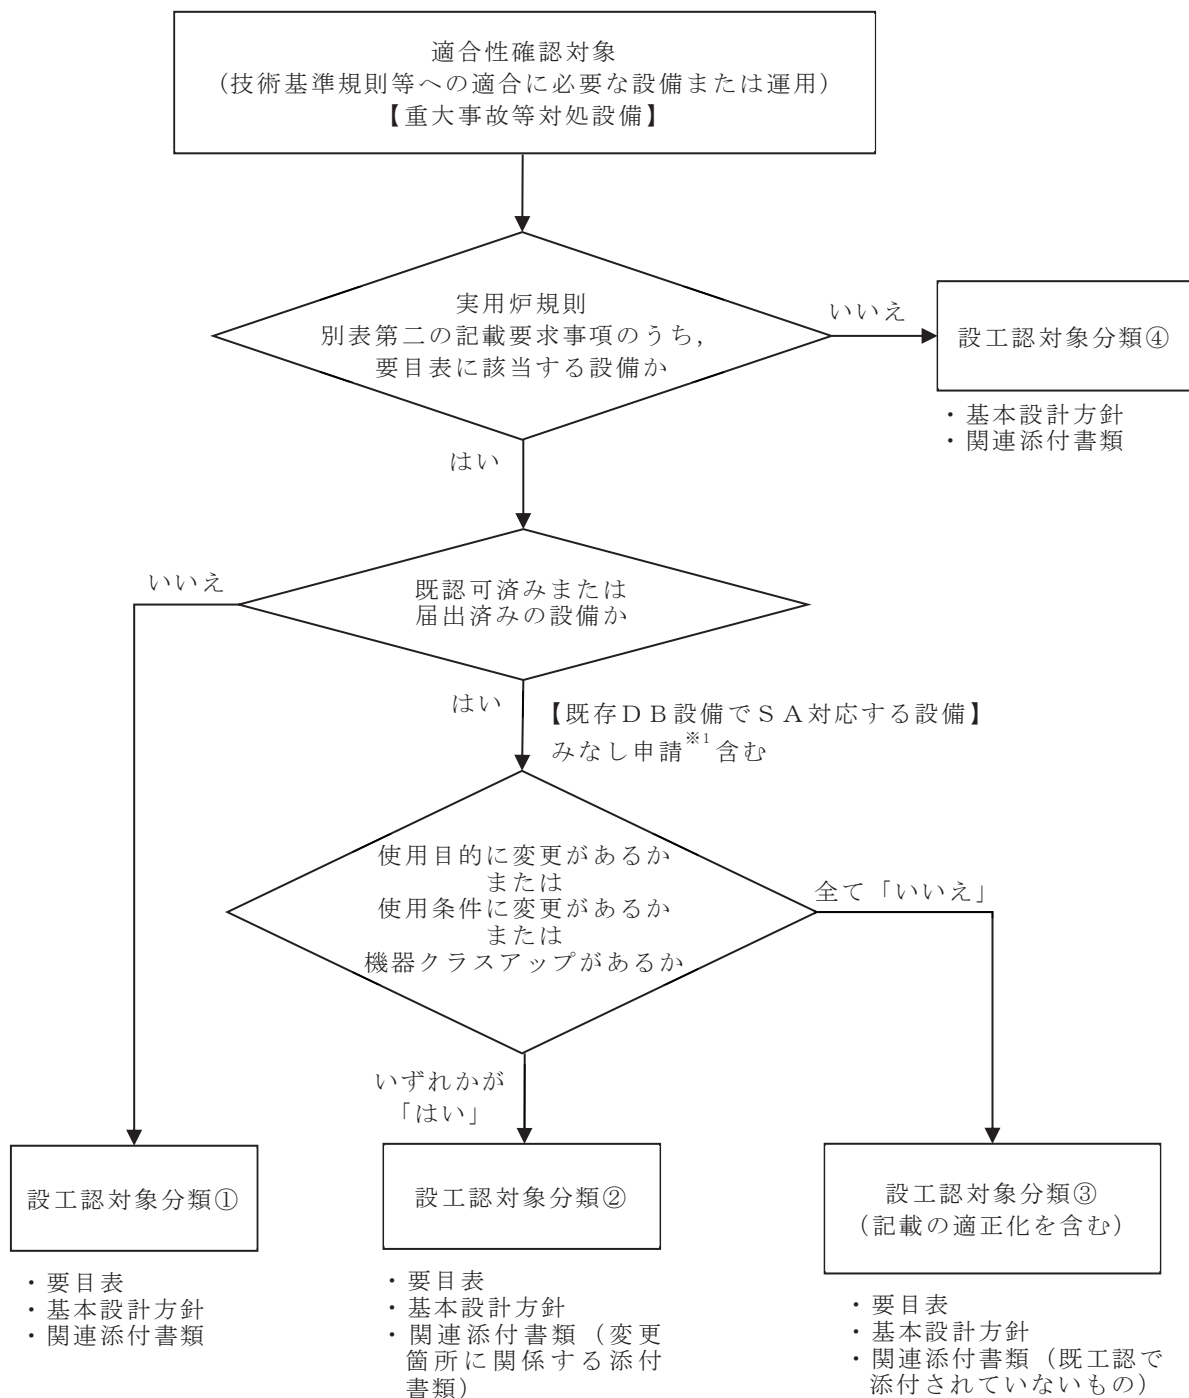 適合性確認対象
（技術基準規則等への適合に必要な設備または運用）
【重大事故等対処設備】
実用炉規則
別表第二の記載要求事項のうち，
要目表に該当する設備か
いいえ
設工認対象分類④
・基本設計方針
・関連添付書類
はい
既認可済みまたは
届出済みの設備か
いいえ
はい
【既存ＤＢ設備でＳＡ対応する設備】
みなし申請※1含む
使用目的に変更があるか
または
使用条件に変更があるか
または
機器クラスアップがあるか
全て「いいえ」
いずれかが
「はい」
設工認対象分類①
・要目表
・基本設計方針
・関連添付書類
設工認対象分類②
・要目表
・基本設計方針
・関連添付書類（変更
箇所に関係する添付
書類）
設工認対象分類③
（記載の適正化を含む）
・要目表
・基本設計方針
・関連添付書類（既工認で
添付されていないもの）